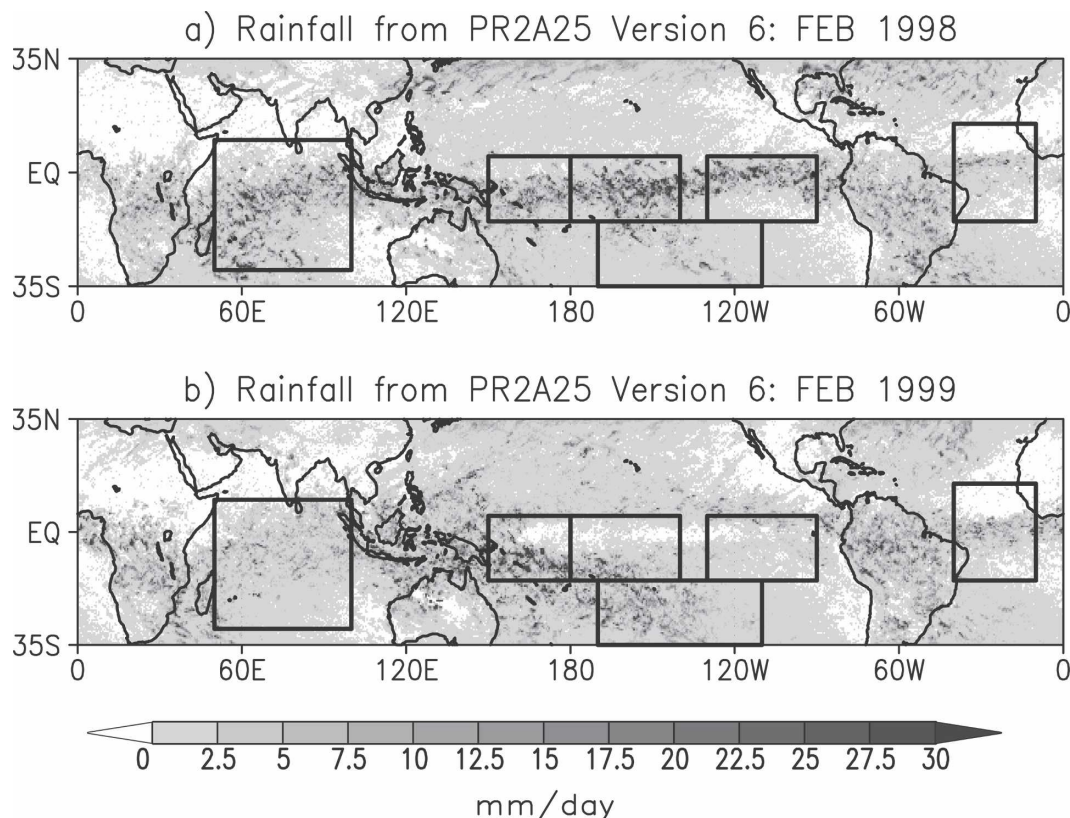 a) Rainfall from PR2A25 Version 6: FEB 1998
35N
EQ
35S
0 60E 120E 180 120W 60W 0
b) Rainfall from PR2A25 Version 6: FEB 1999
35N
EQ
35S
0 60E 120E 180 120W 60W 0
0 2.5 5 7.5 10 12.5 15 17.5 20 22.5 25 27.5 30
mm/day